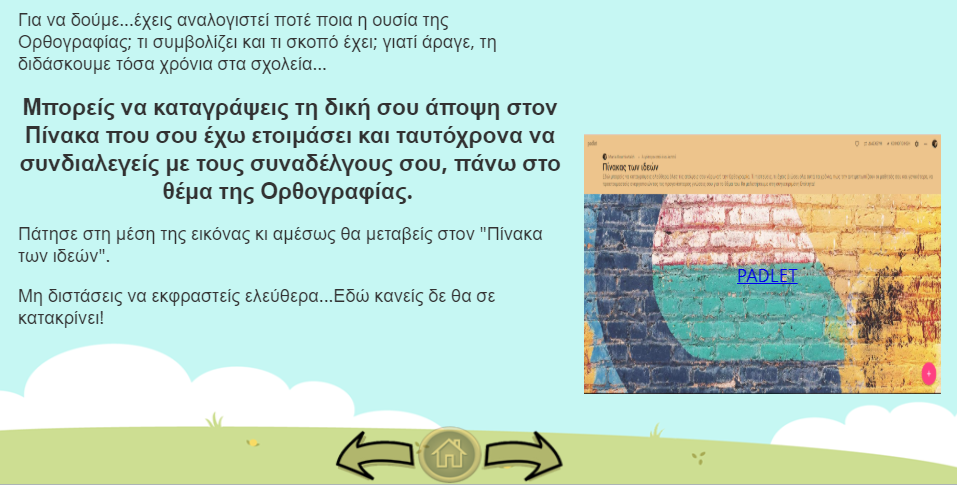 Για να δούμε...έχεις αναλογιστεί ποτέ ποια η ουσία της
Ορθογραφίας; τι συμβολίζει και τι σκοπό έχει; γιατί άραγε, τη
διδάσκουμε τόσα χρόνια στα σχολεία...
Μπορείς να καταγράψεις τη δική σου άποψη στον
Πίνακα που σου έχω ετοιμάσει και ταυτόχρονα να
συνδιαλεγείς με τους συναδέλγους σου, πάνω στο
θέμα της Ορθογραφίας.
Πάτησε στη μέση της εικόνας κι αμέσως θα μεταβείς στον "Πίνακα
των ιδεών".
Μη διστάσεις να εκφραστείς ελεύθερα...Εδώ κανείς δε θα σε
κατακρίνει!
padlet
Πίνακας των ιδεών
PADLET